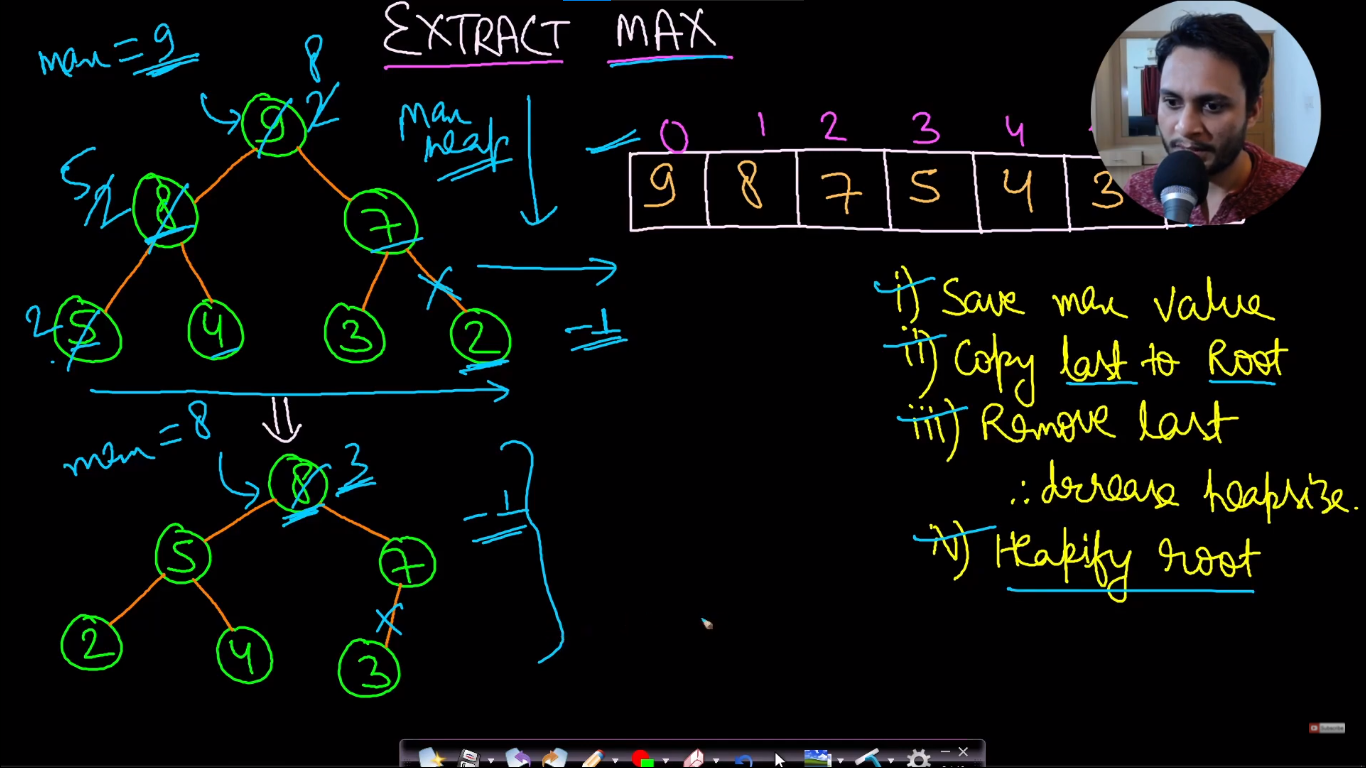 EXTRACT MAX
max = 9
8
9 2
max
heap
0 1 2 3 4
9 8 7 5 4 3
5 2 8
7
2 5 4 3 2
-1
i) Save max value
ii) Copy last to Root
iii) Remove last
∴ decrease heapsize.
iv) Heapify root
max = 8
8 3
-1
5 7
2 4 3
Subscribe